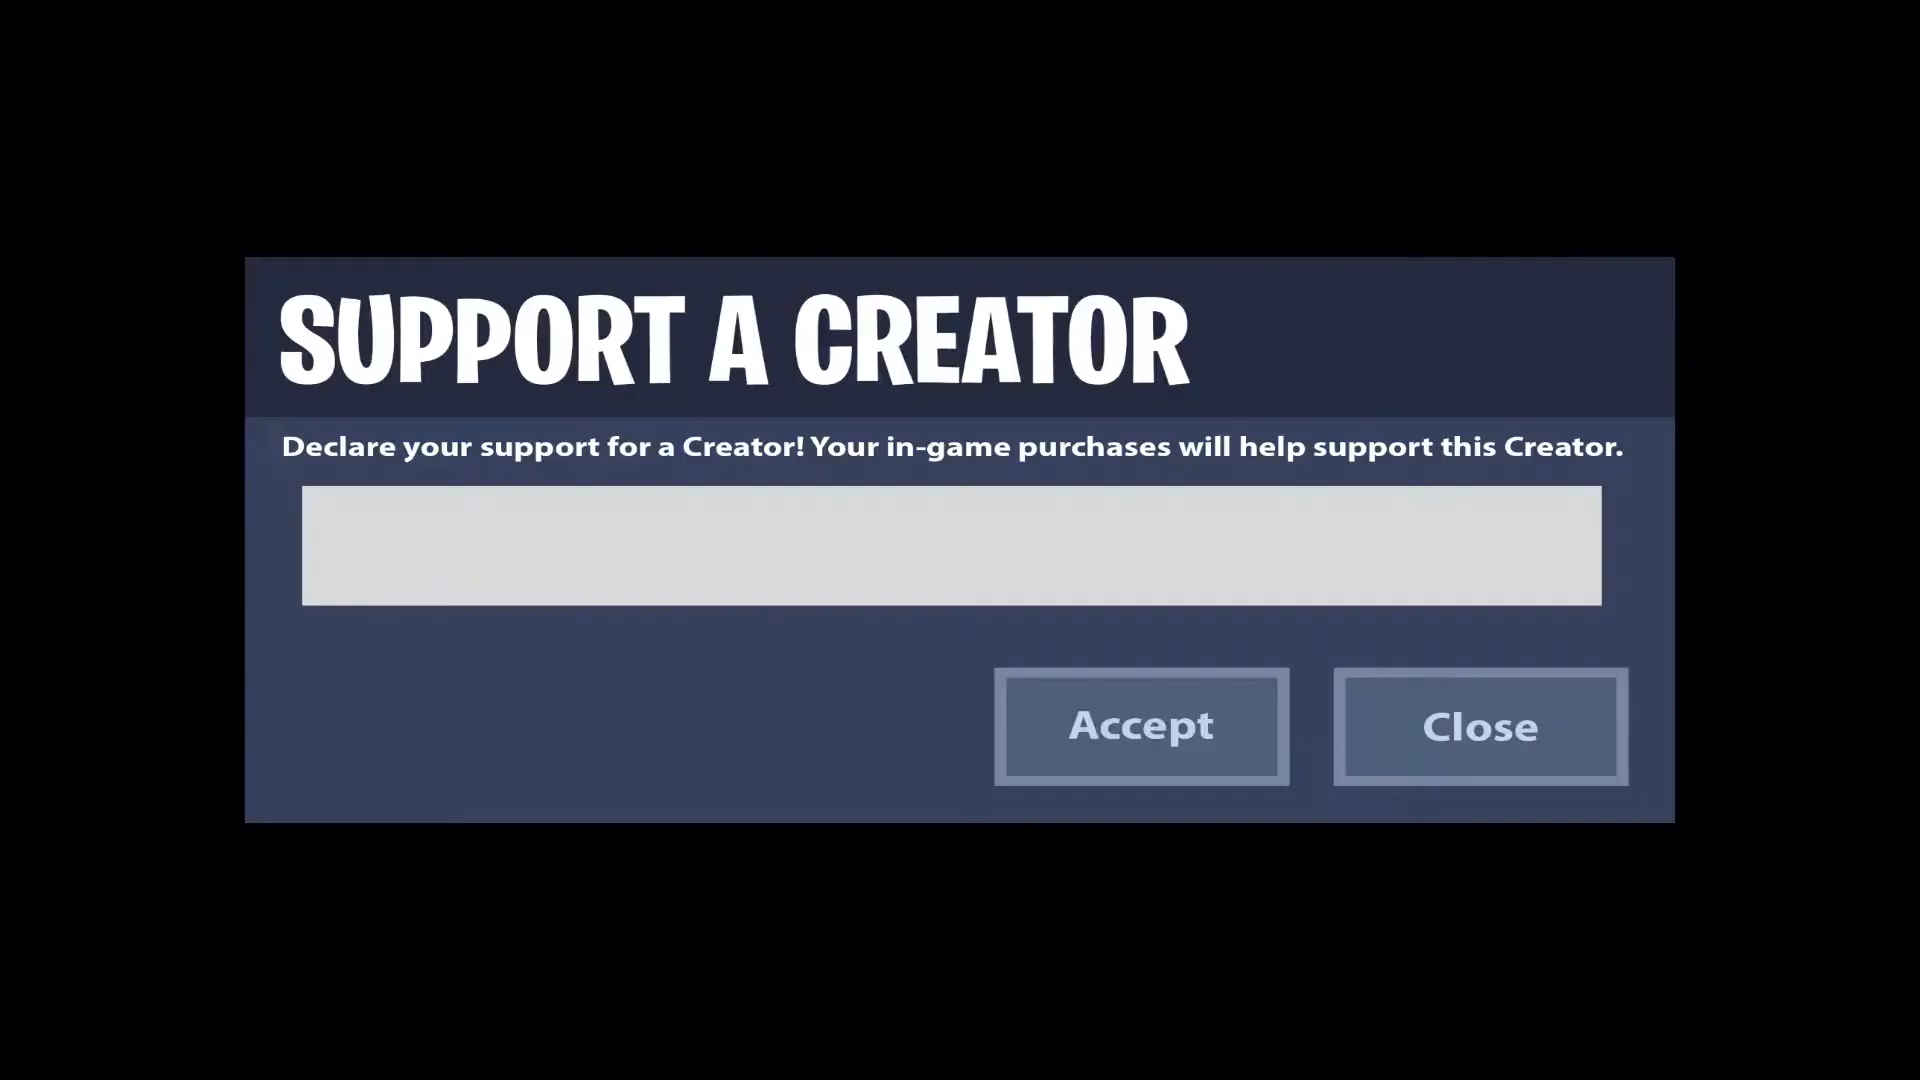 SUPPORT A CREATOR
Declare your support for a Creator! Your in-game purchases will help support this Creator.
Accept
Close